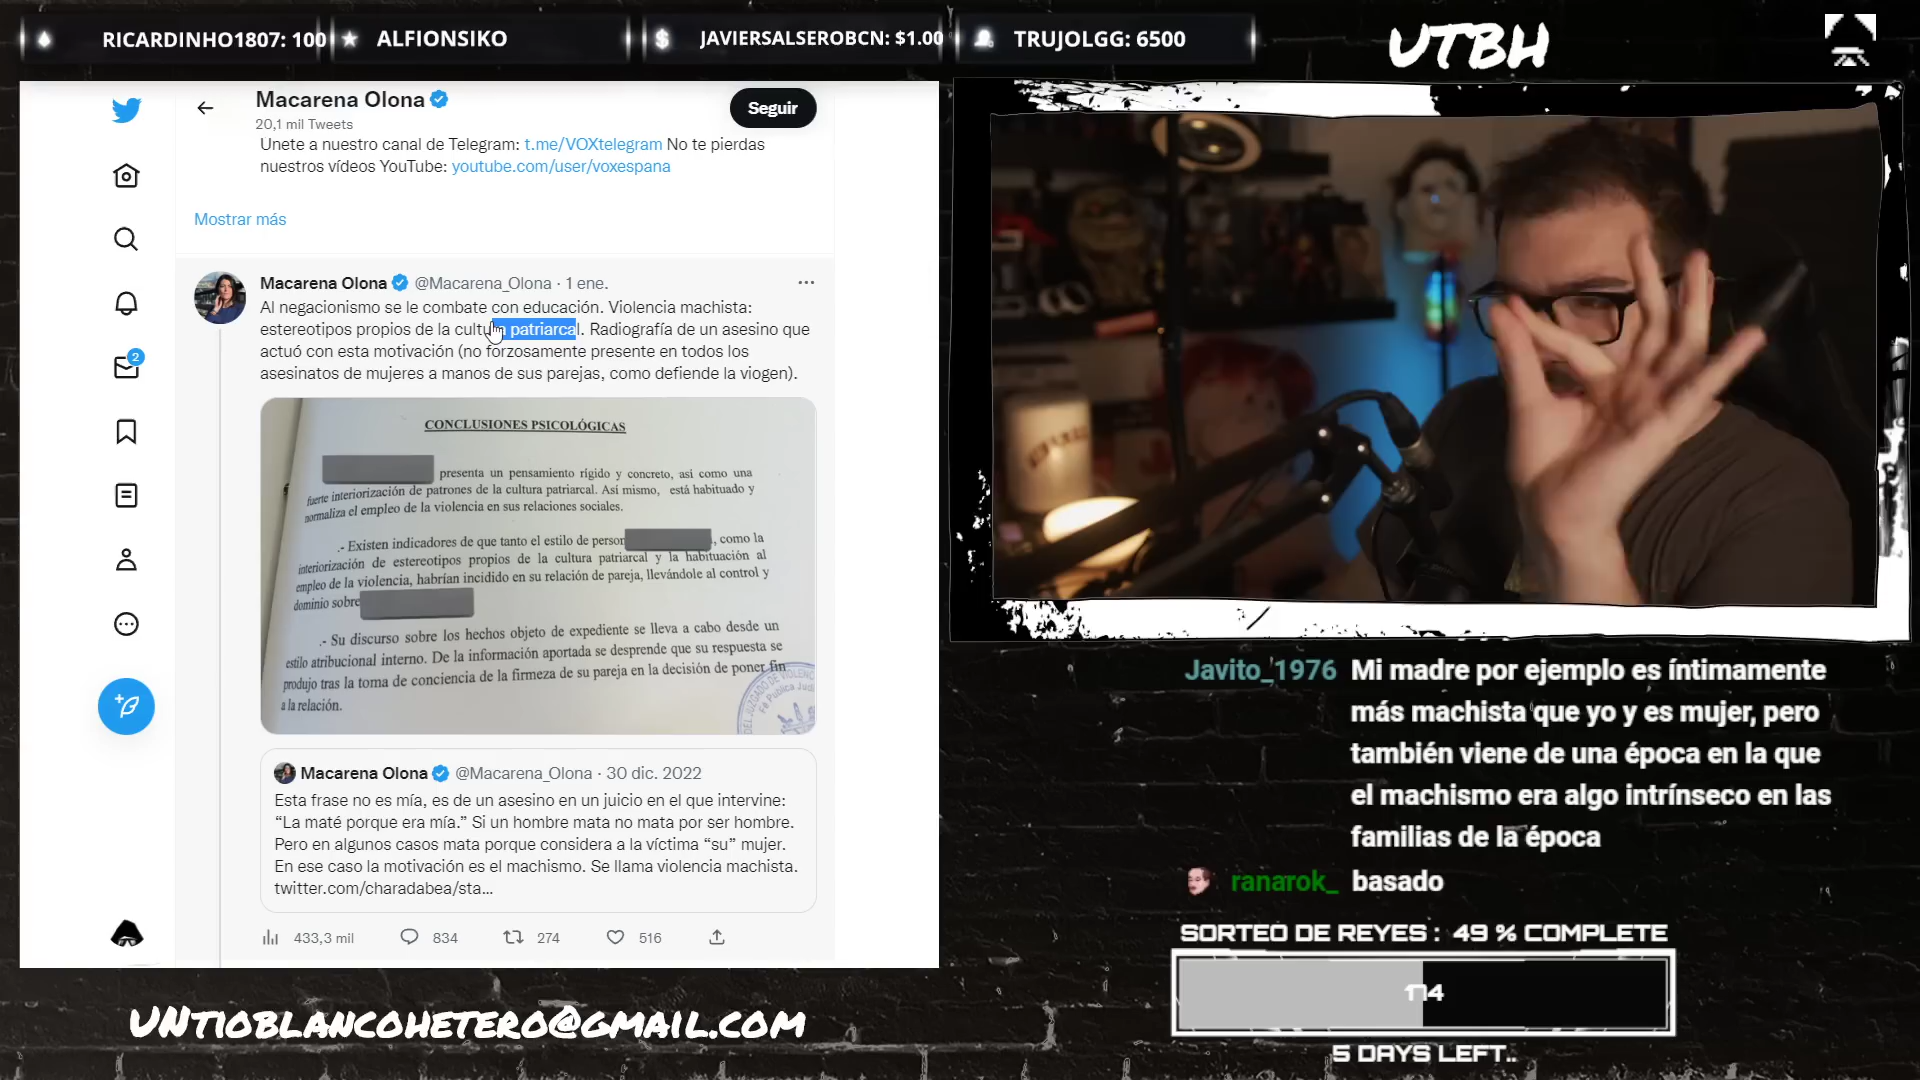 RICARDINHO1807: 100
ALFIONSIKO
JAVIERSALSEROBCN: $1.00
TRUJOLGG: 6500
UTBH
Macarena Olona
20,1 mil Tweets
Seguir
Unete a nuestro canal de Telegram: t.me/VOXtelegram No te pierdas
nuestros vídeos YouTube: youtube.com/user/voxespana
Mostrar más
2
Macarena Olona @Macarena_Olona · 1 ene.
Al negacionismo se le combate con educación. Violencia machista:
estereotipos propios de la cultura patriarcal. Radiografía de un asesino que
actuó con esta motivación (no forzosamente presente en todos los
asesinatos de mujeres a manos de sus parejas, como defiende la viogen).
CONCLUSIONES PSICOLÓGICAS
presenta un pensamiento rígido y concreto, así como una
fuerte interiorización de patrones de la cultura patriarcal. Así mismo, está habituado y
normaliza el empleo de la violencia en sus relaciones sociales.
.- Existen indicadores de que tanto el estilo de person , como la
interiorización de estereotipos propios de la cultura patriarcal y la habituación al
empleo de la violencia, habrían incidido en su relación de pareja, llevándole al control y
dominio sobre
.- Su discurso sobre los hechos objeto de expediente se lleva a cabo desde un
estilo atribucional interno. De la información aportada se desprende que su respuesta se
produjo tras la toma de conciencia de la firmeza de su pareja en la decisión de poner fin
a la relación.
Macarena Olona @Macarena_Olona · 30 dic. 2022
Esta frase no es mía, es de un asesino en un juicio en el que intervine:
“La maté porque era mía.” Si un hombre mata no mata por ser hombre.
Pero en algunos casos mata porque considera a la víctima “su” mujer.
En ese caso la motivación es el machismo. Se llama violencia machista.
twitter.com/charadabea/sta...
433,3 mil 834 274 516
UNTIOBLANCOHETERO@GMAIL.COM
Javito_1976 Mi madre por ejemplo es íntimamente
más machista que yo y es mujer, pero
también viene de una época en la que
el machismo era algo intrínseco en las
familias de la época
ranarok_ basado
SORTEO DE REYES : 49 % COMPLETE
5 DAYS LEFT..